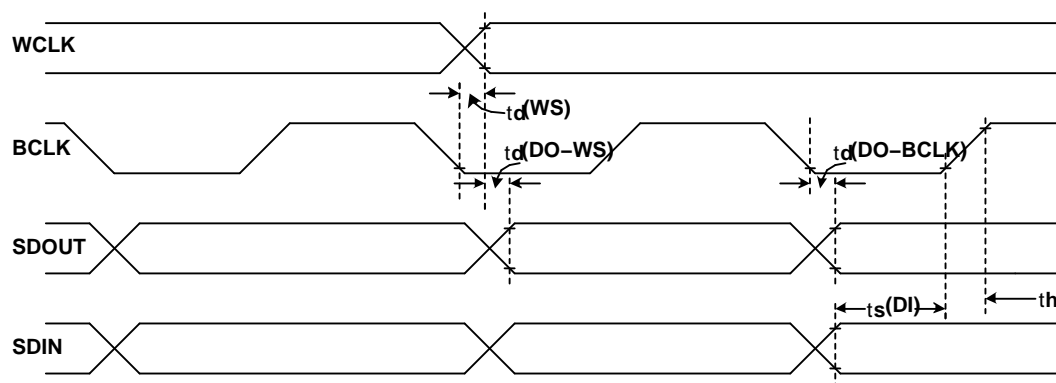 WCLK
td(WS)
BCLK
td(DO−WS)
td(DO−BCLK)
SDOUT
ts(DI)
th
SDIN